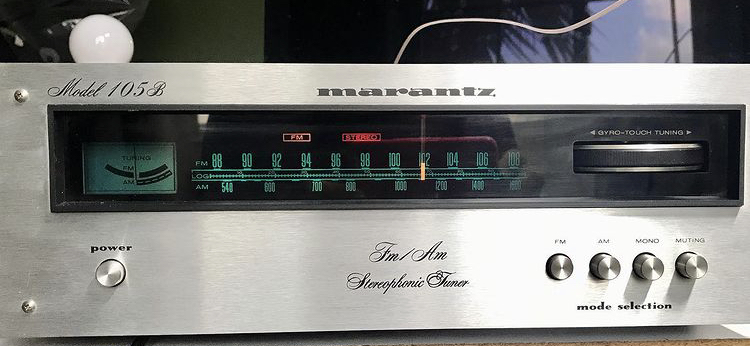 Model 105B
marantz
◄ GYRO-TOUCH TUNING ►
FM STEREO
TUNING
FM
AM
FM 88 90 92 94 96 98 100 102 104 106 108
LOG
AM 540 600 700 800 1000 1200 1400 1600
power
Fm/Am
Stereophonic Tuner
FM AM MONO MUTING
mode selection